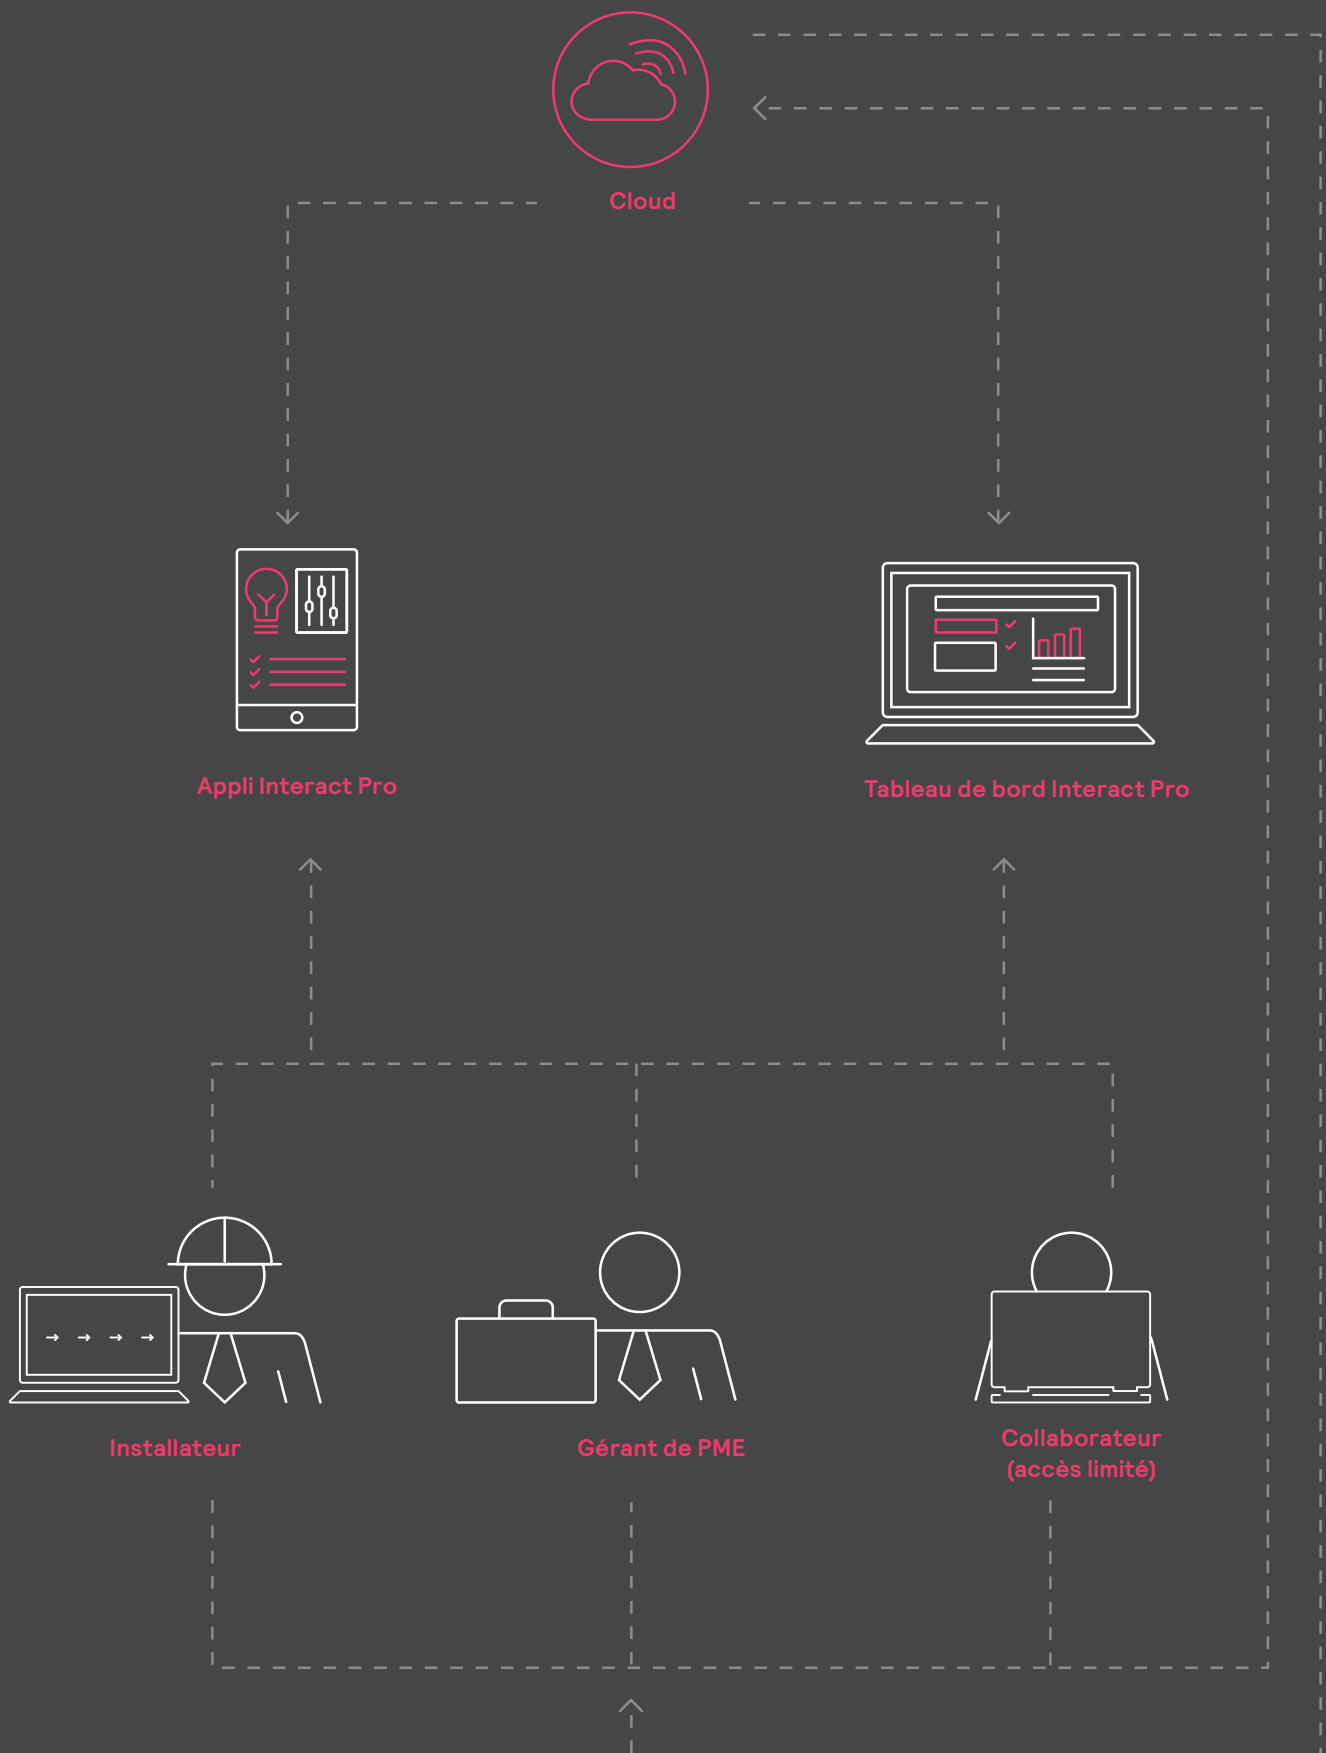 Cloud
Appli Interact Pro
Tableau de bord Interact Pro
Installateur
Gérant de PME
Collaborateur
(accès limité)